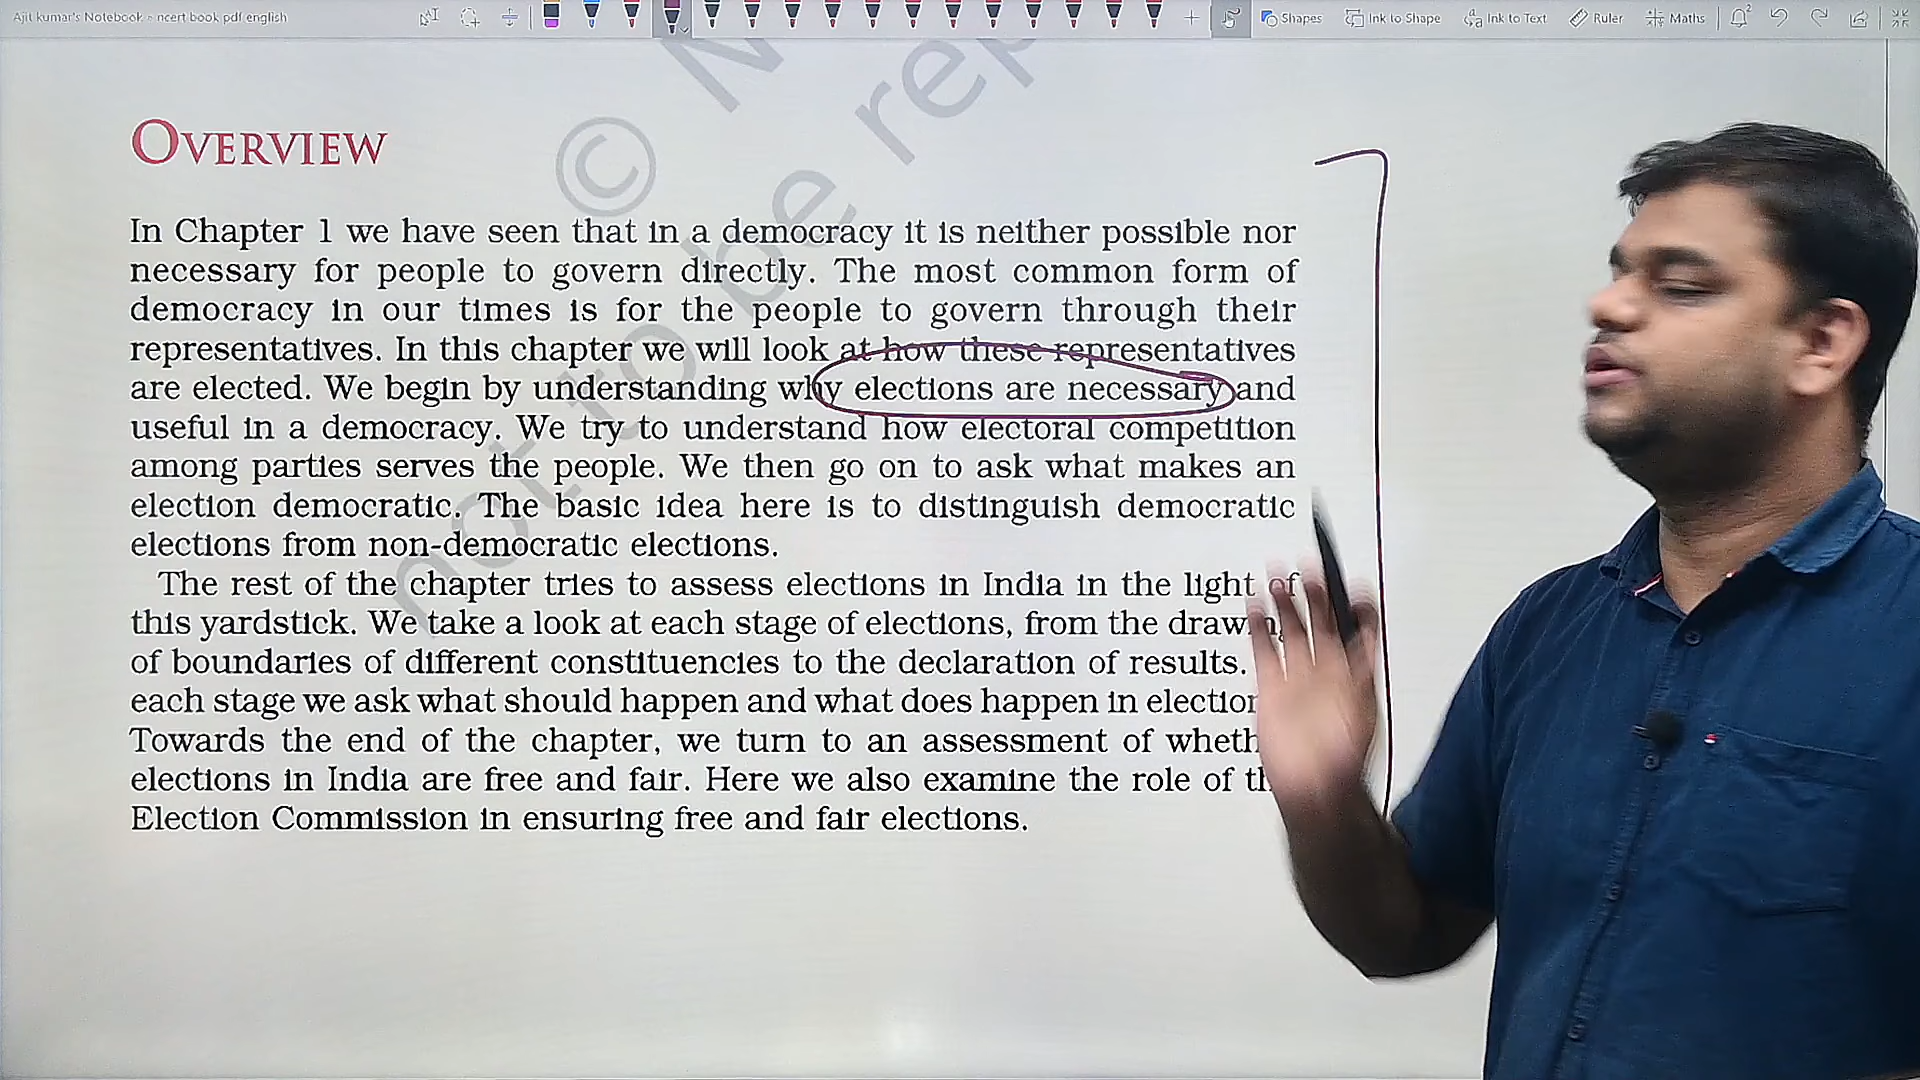 Ajit kumar's Notebook » ncert book pdf english
Shapes
Ink to Shape
Ink to Text
Ruler
Maths
OVERVIEW
In Chapter 1 we have seen that in a democracy it is neither possible nor
necessary for people to govern directly. The most common form of
democracy in our times is for the people to govern through their
representatives. In this chapter we will look at how these representatives
are elected. We begin by understanding why elections are necessary and
useful in a democracy. We try to understand how electoral competition
among parties serves the people. We then go on to ask what makes an
election democratic. The basic idea here is to distinguish democratic
elections from non-democratic elections.
The rest of the chapter tries to assess elections in India in the light of
this yardstick. We take a look at each stage of elections, from the drawing
of boundaries of different constituencies to the declaration of results.
each stage we ask what should happen and what does happen in election
Towards the end of the chapter, we turn to an assessment of wheth
elections in India are free and fair. Here we also examine the role of th
Election Commission in ensuring free and fair elections.
© N
not to be rep